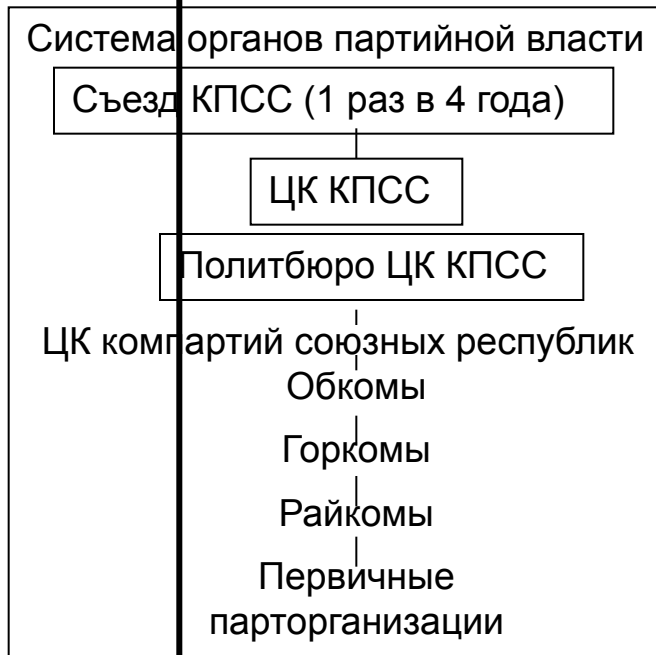 Система органов партийной власти
Съезд КПСС (1 раз в 4 года)
ЦК КПСС
Политбюро ЦК КПСС
ЦК компартий союзных республик
Обкомы
Горкомы
Райкомы
Первичные
парторганизации